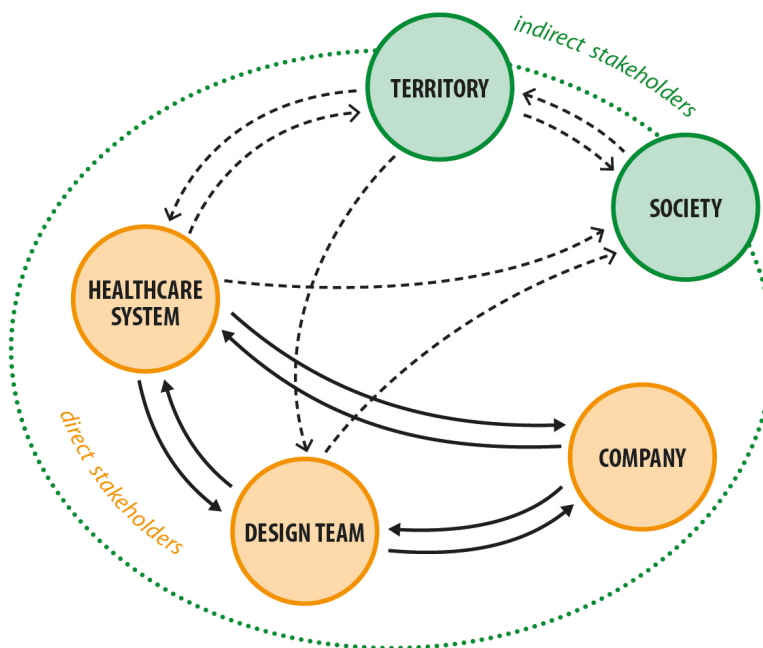 indirect stakeholders
TERRITORY
SOCIETY
HEALTHCARE
SYSTEM
direct stakeholders
COMPANY
DESIGN TEAM